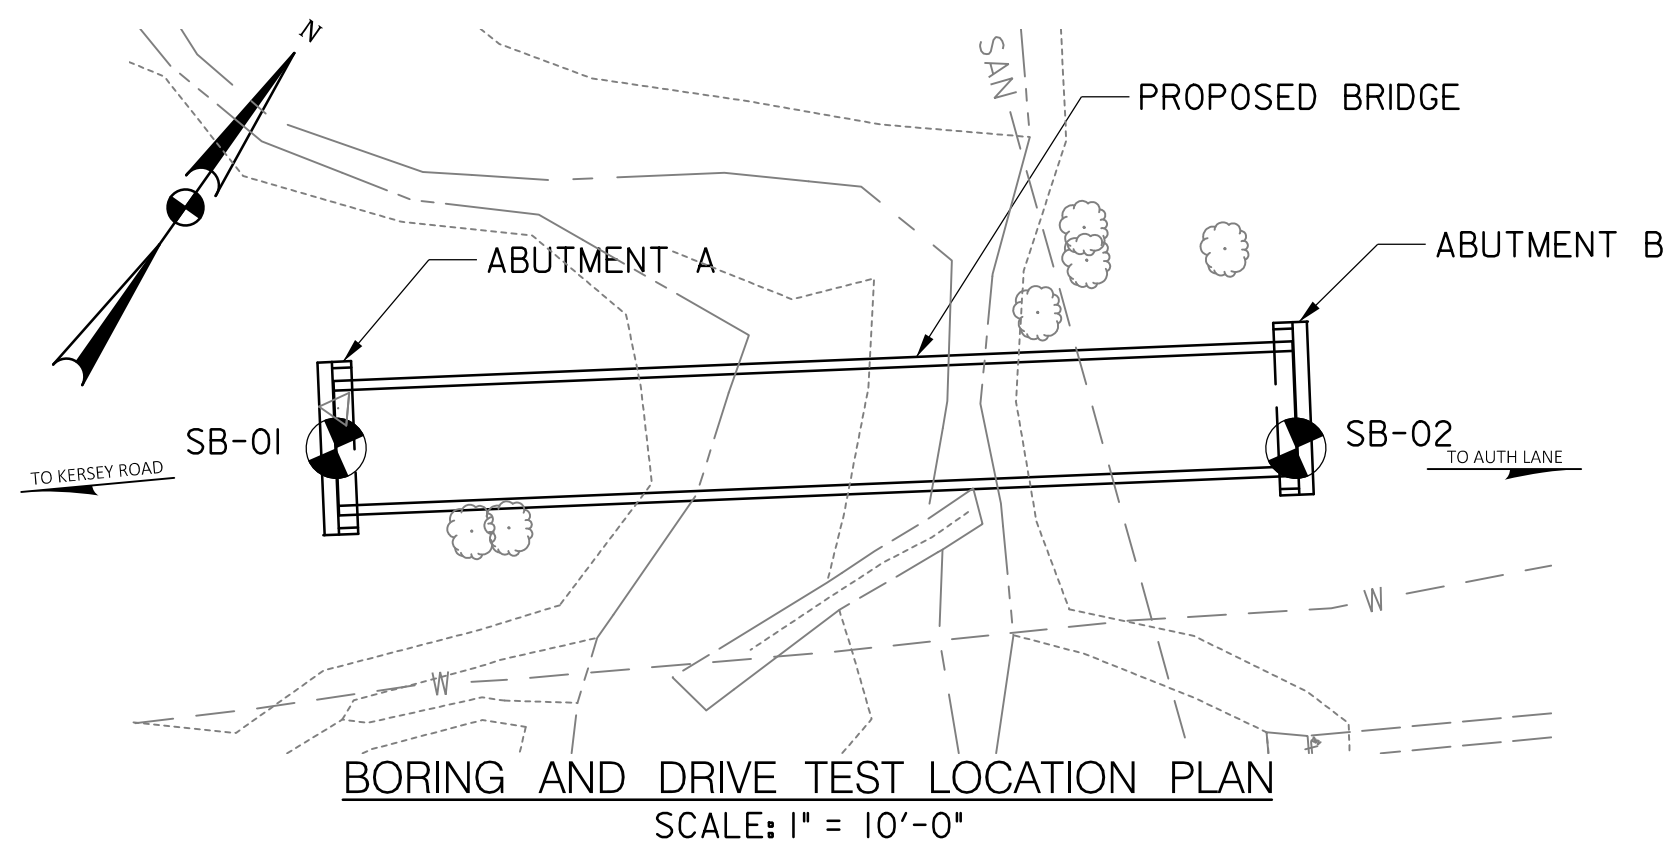 N
SAN
PROPOSED BRIDGE
ABUTMENT A
ABUTMENT B
SB-01
SB-02
TO KERSEY ROAD
TO AUTH LANE
W
W
BORING AND DRIVE TEST LOCATION PLAN
SCALE: 1" = 10'-0"